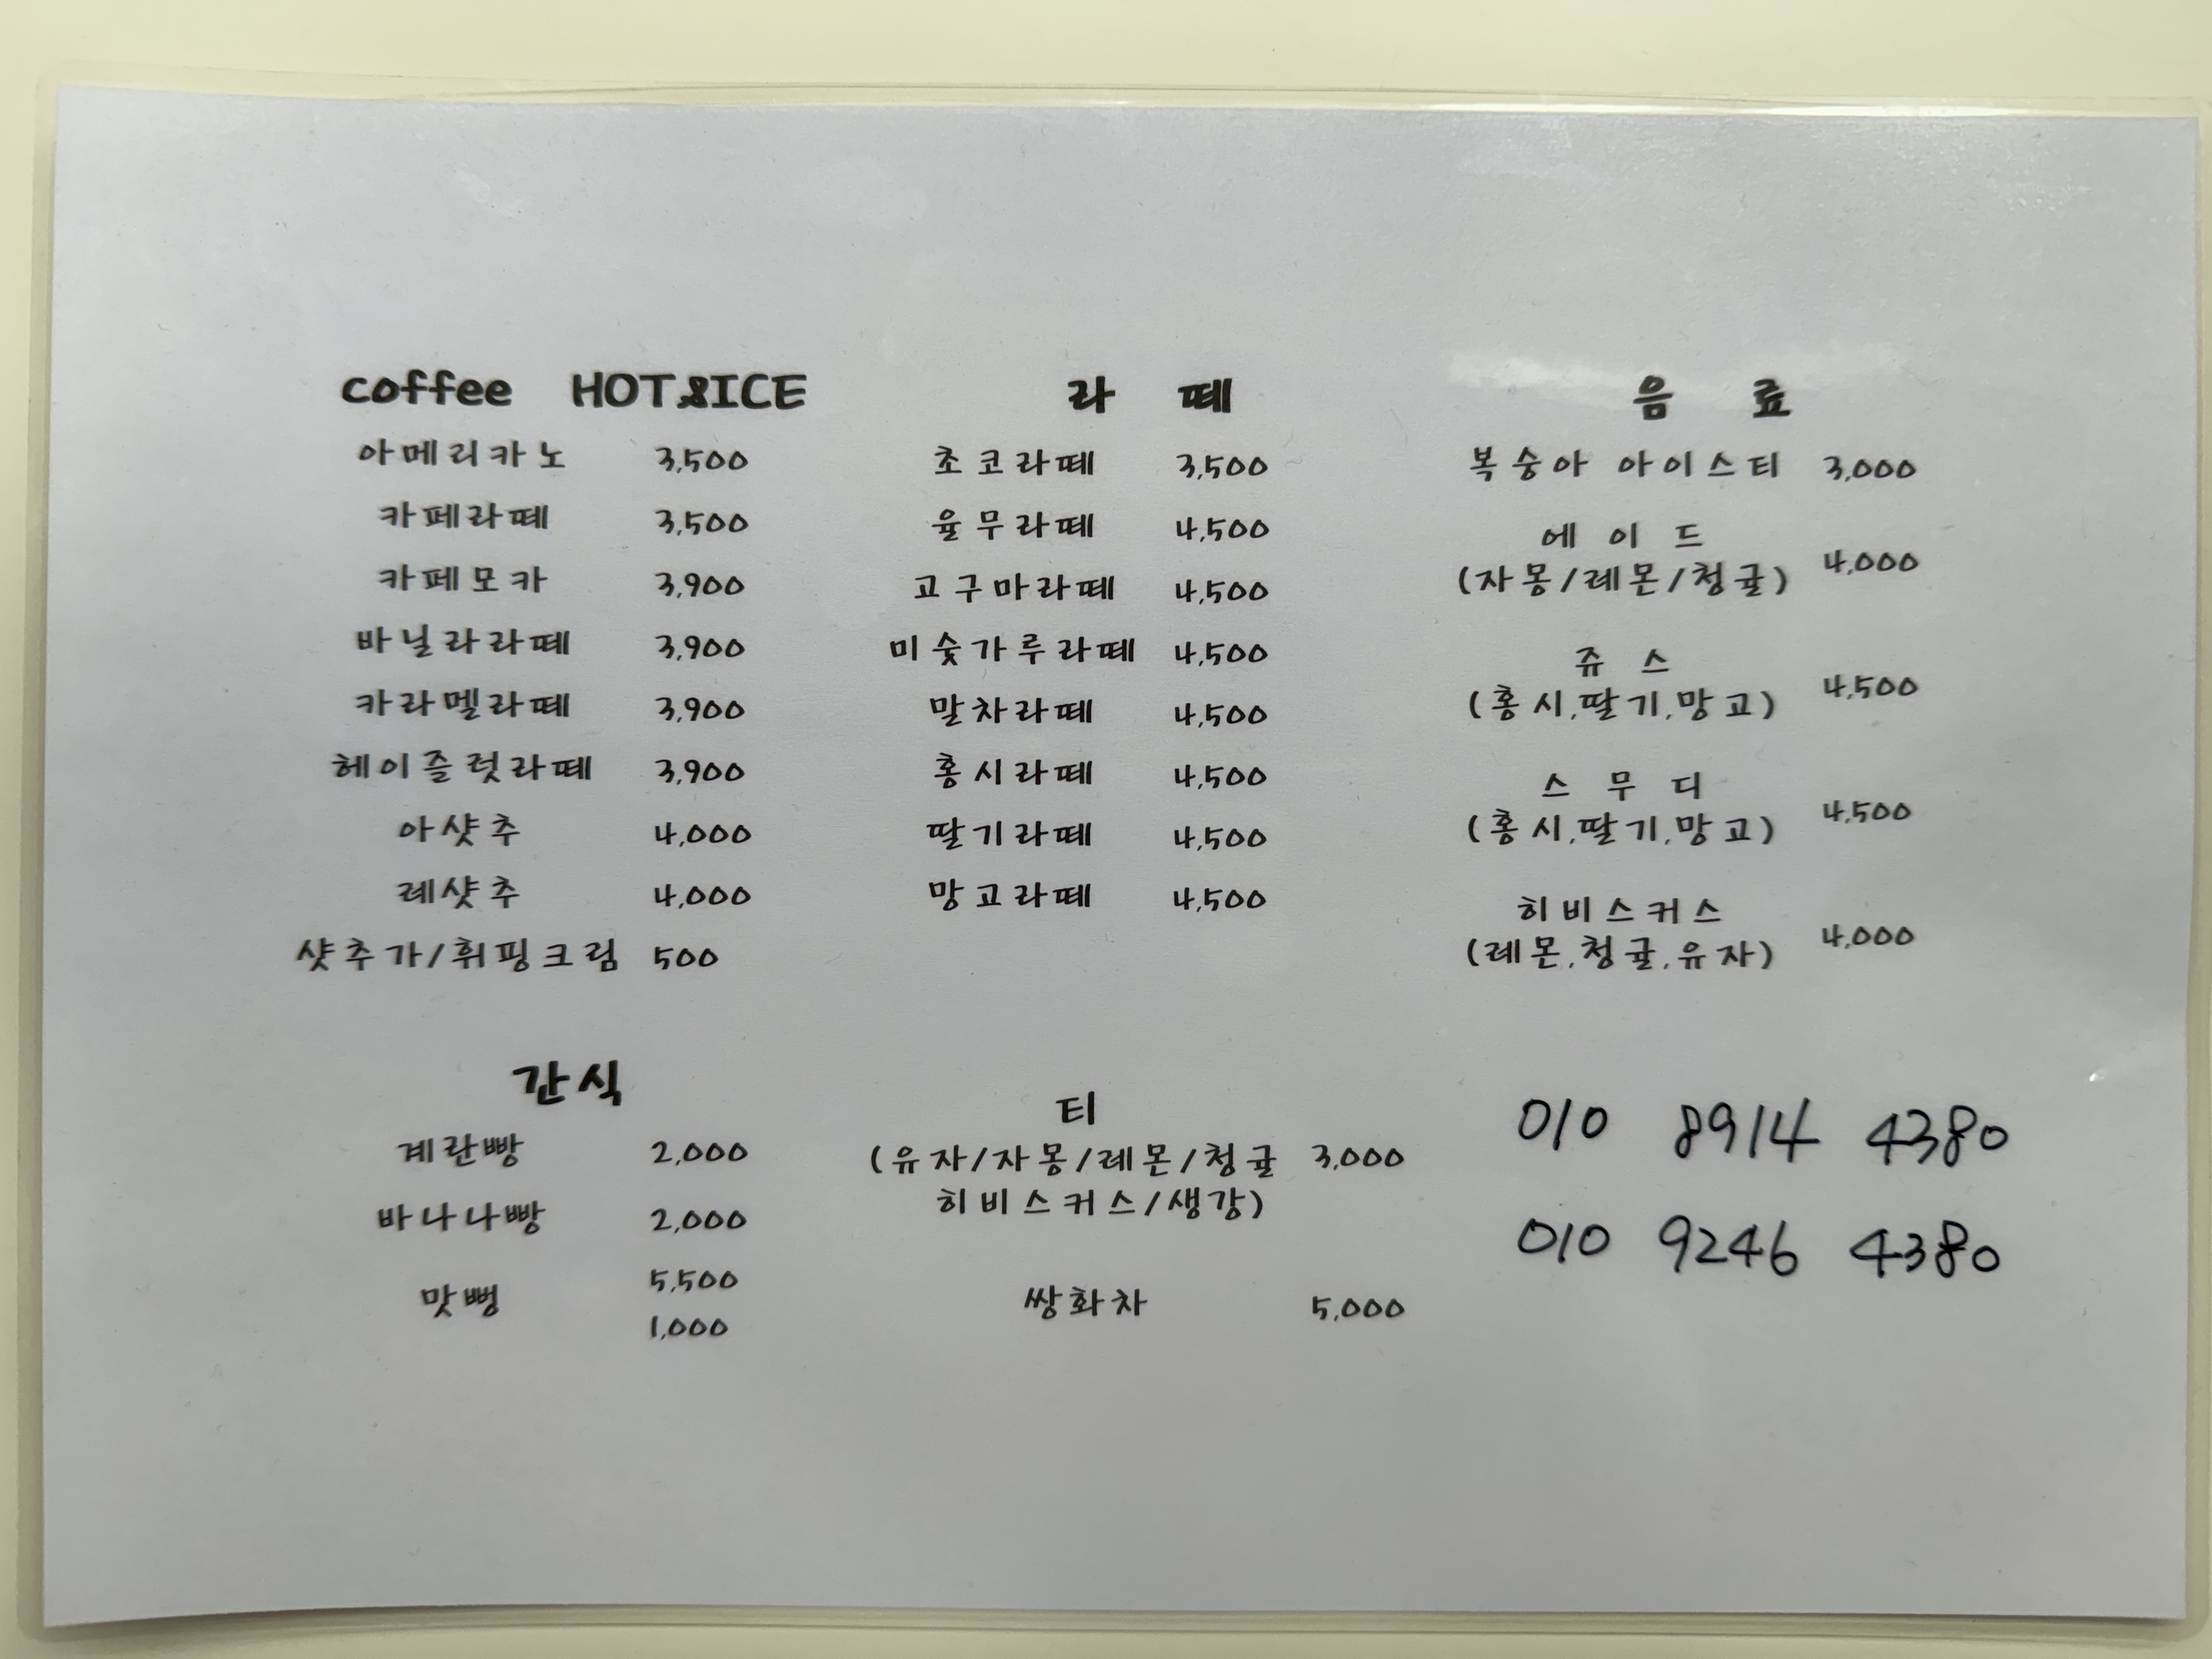 coffee HOT&ICE
아메리카노 3,500
카페라떼 3,500
카페모카 3,900
바닐라라떼 3,900
카라멜라떼 3,900
헤이즐럿라떼 3,900
아샷추 4,000
레샷추 4,000
샷추가/휘핑크림 500
라 떼
초코라떼 3,500
율무라떼 4,500
고구마라떼 4,500
미숫가루라떼 4,500
말차라떼 4,500
홍시라떼 4,500
딸기라떼 4,500
망고라떼 4,500
음 료
복숭아 아이스티 3,000
에 이 드
(자몽/레몬/청귤) 4,000
쥬 스
(홍시,딸기,망고) 4,500
스 무 디
(홍시,딸기,망고) 4,500
히비스커스
(레몬,청귤,유자) 4,000
간식
계란빵 2,000
바나나빵 2,000
맛뻥 5,500
1,000
티
(유자/자몽/레몬/청귤 3,000
히비스커스/생강)
쌍화차 5,000
010 8914 4380
010 9246 4380